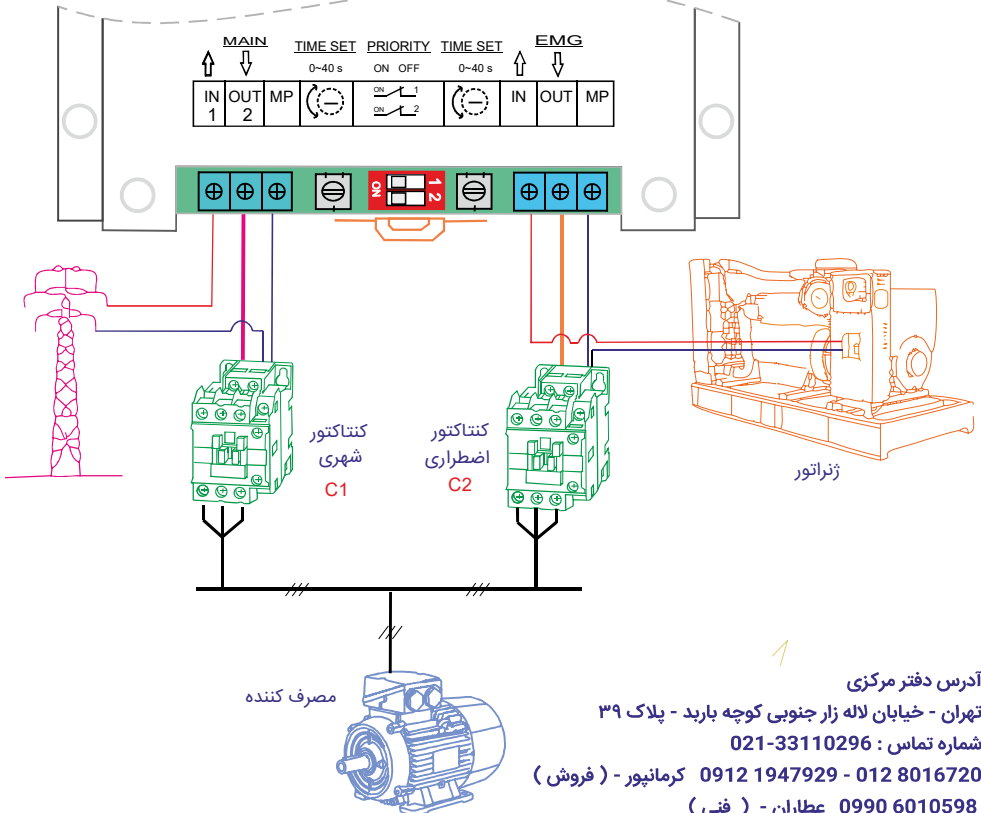 MAIN
TIME SET
PRIORITY
TIME SET
EMG
0~40 s
ON OFF
0~40 s
IN 1
OUT 2
MP
ON 1
ON 2
IN
OUT
MP
ON
1 2
کنتاکتور
شهری
C1
کنتاکتور
اضطراری
C2
ژنراتور
مصرف کننده
آدرس دفتر مرکزی
تهران - خیابان لاله زار جنوبی کوچه باربد - پلاک ۳۹
شماره تماس : 33110296-021
0912 1947929 - 012 8016720 کرمانپور - ( فروش )
0990 6010598 عطاران - ( فنی )